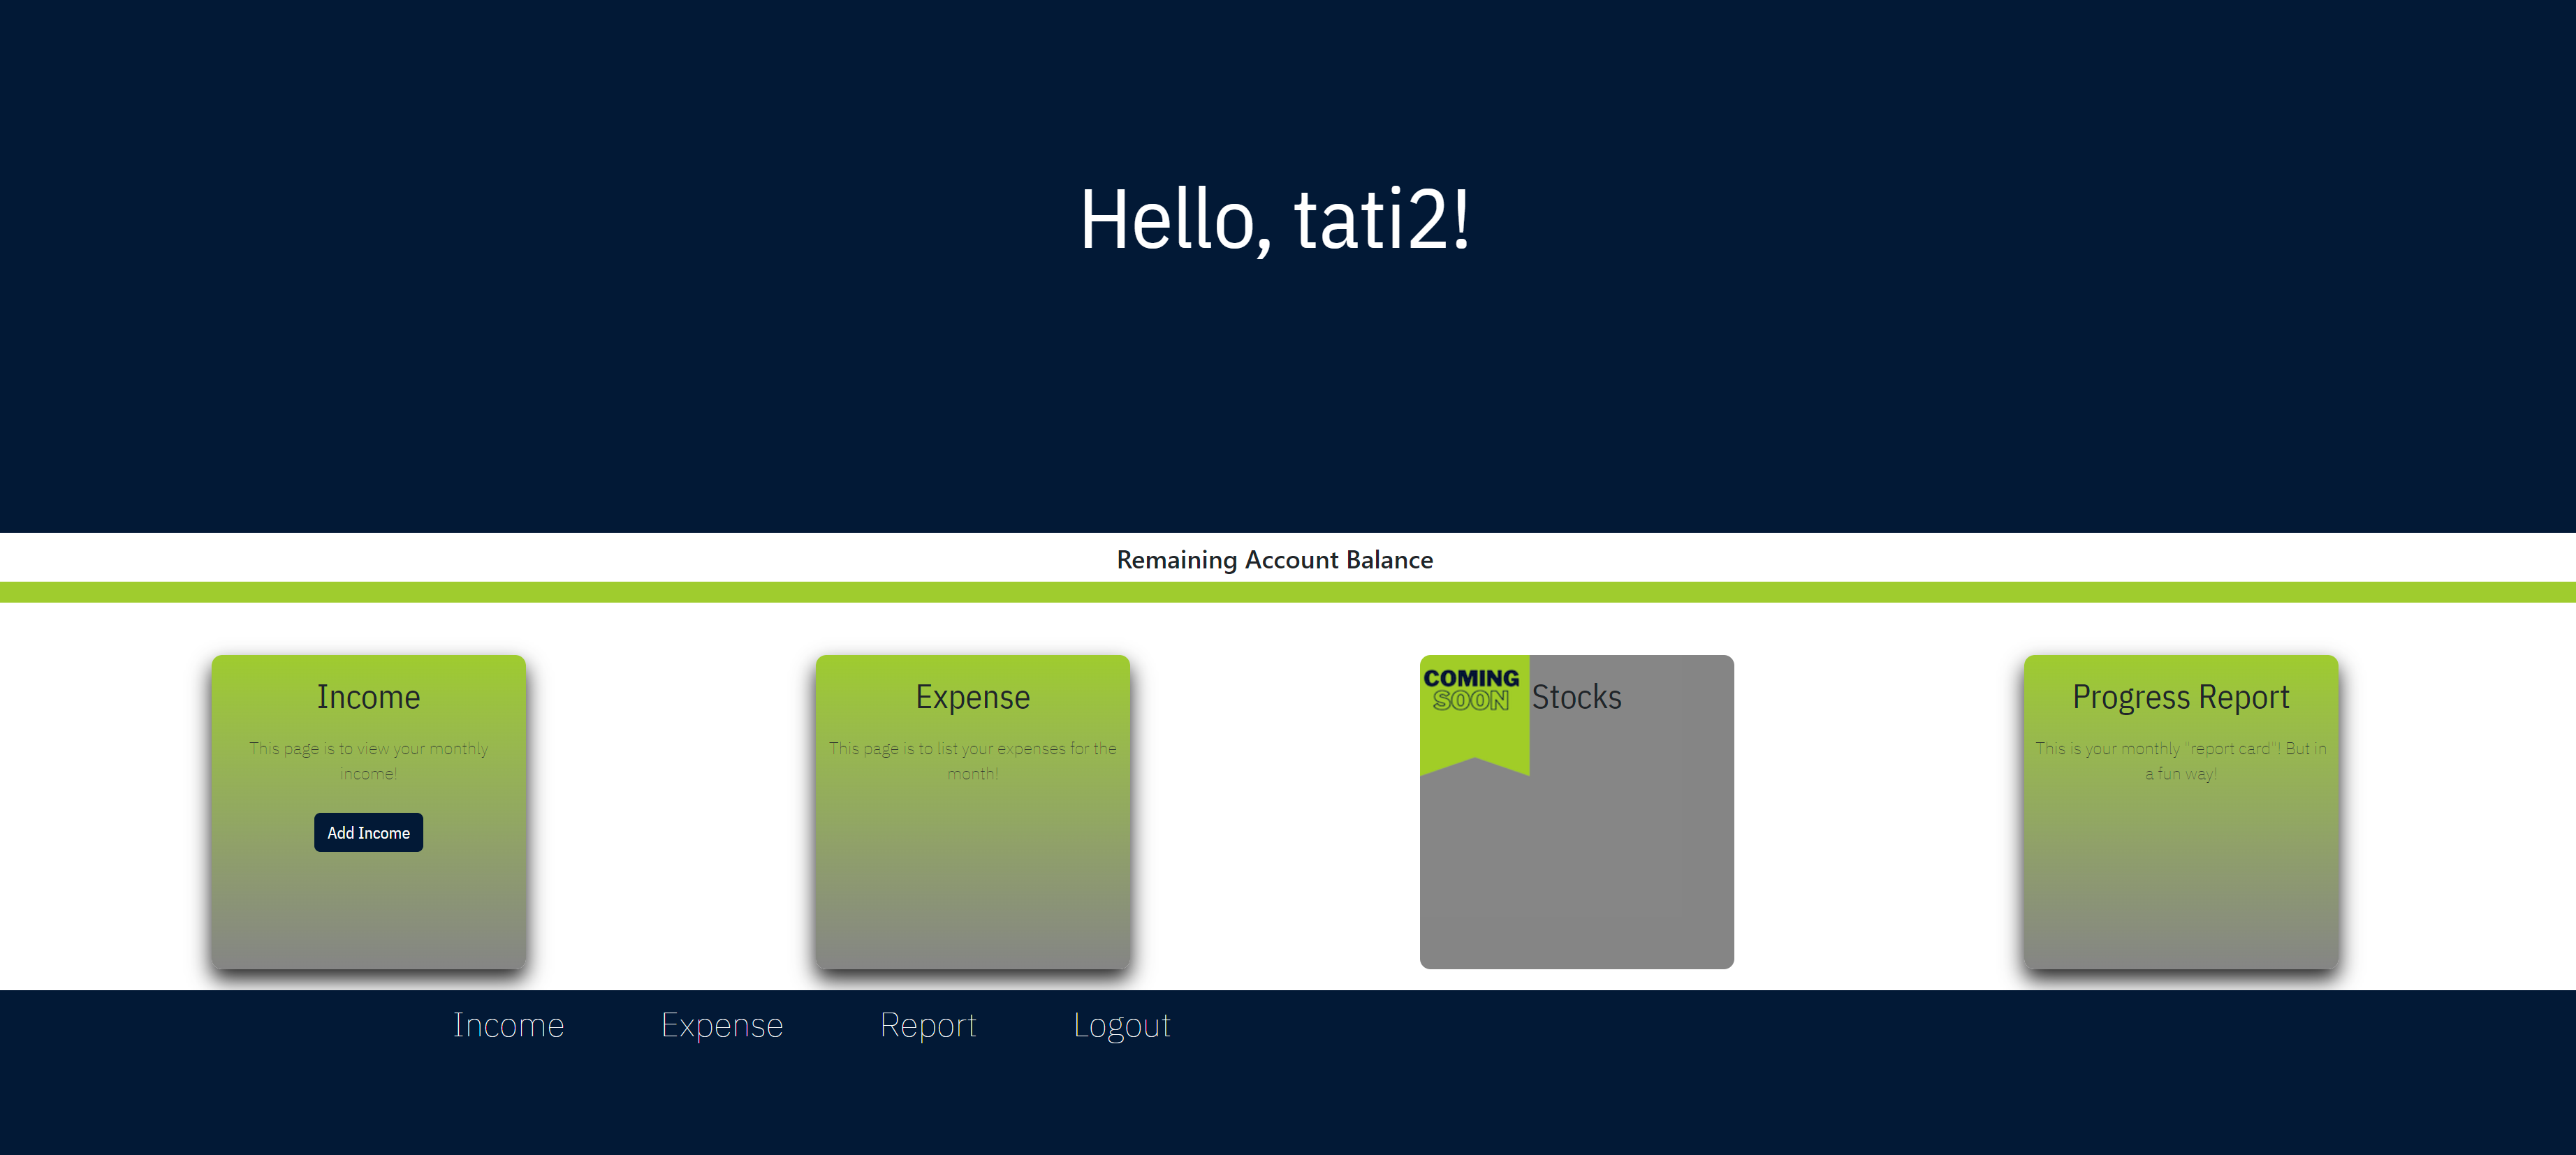 Hello, tati2!
Remaining Account Balance
Income
This page is to view your monthly
income!
Add Income
Expense
This page is to list your expenses for the
month!
COMING
SOON
Stocks
Progress Report
This is your monthly "report card"! But in
a fun way!
Income Expense Report Logout